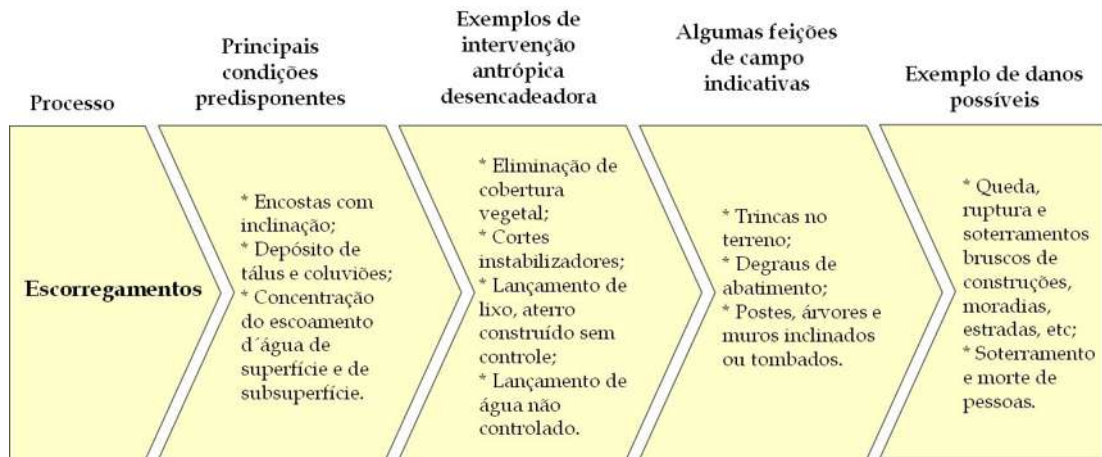 Processo
Principais
condições
predisponentes
Exemplos de
intervenção
antrópica
desencadeadora
Algumas feições
de campo
indicativas
Exemplo de danos
possíveis
Escorregamentos
* Encostas com
inclinação;
* Depósito de
tálus e coluviões;
* Concentração
do escoamento
d´água de
superfície e de
subsuperfície.
* Eliminação de
cobertura
vegetal;
* Cortes
instabilizadores;
* Lançamento de
lixo, aterro
construído sem
controle;
* Lançamento de
água não
controlado.
* Trincas no
terreno;
* Degraus de
abatimento;
* Postes, árvores e
muros inclinados
ou tombados.
* Queda,
ruptura e
soterramentos
bruscos de
construções,
moradias,
estradas, etc;
* Soterramento
e morte de
pessoas.